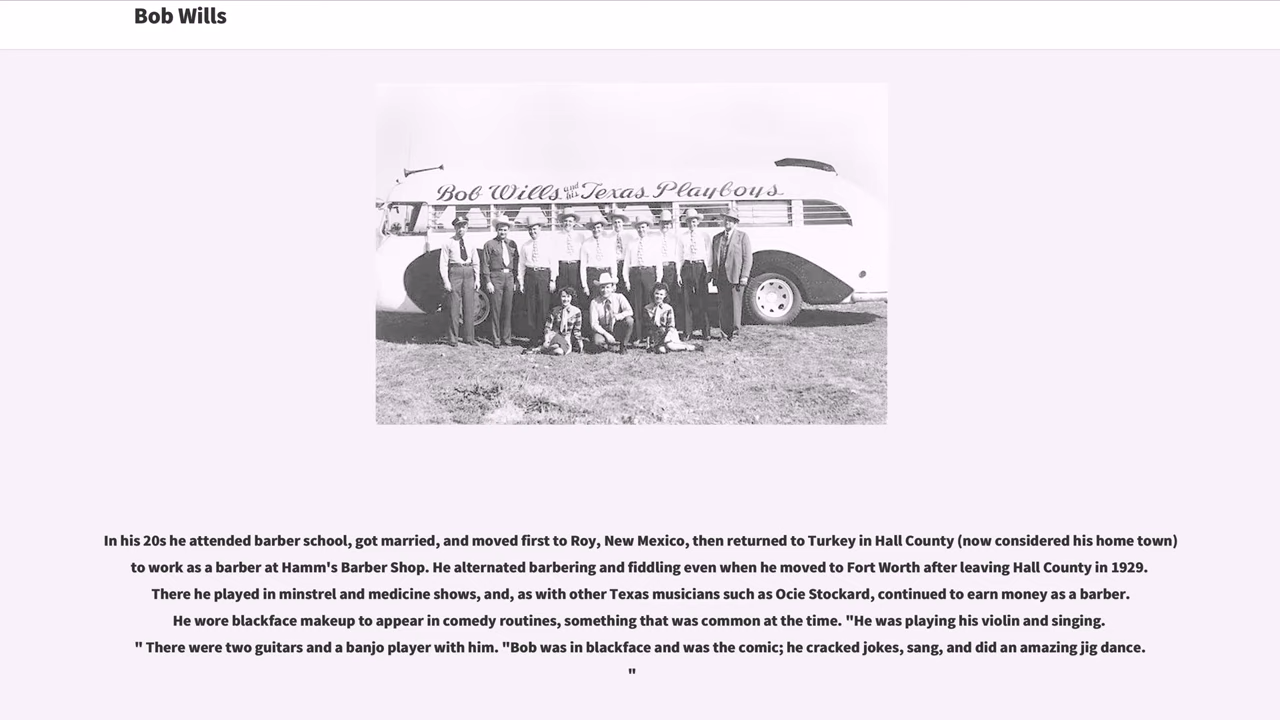 Bob Wills
Bob Wills and his Texas Playboys
In his 20s he attended barber school, got married, and moved first to Roy, New Mexico, then returned to Turkey in Hall County (now considered his home town)
to work as a barber at Hamm's Barber Shop. He alternated barbering and fiddling even when he moved to Fort Worth after leaving Hall County in 1929.
There he played in minstrel and medicine shows, and, as with other Texas musicians such as Ocie Stockard, continued to earn money as a barber.
He wore blackface makeup to appear in comedy routines, something that was common at the time. "He was playing his violin and singing.
" There were two guitars and a banjo player with him. "Bob was in blackface and was the comic; he cracked jokes, sang, and did an amazing jig dance.
"